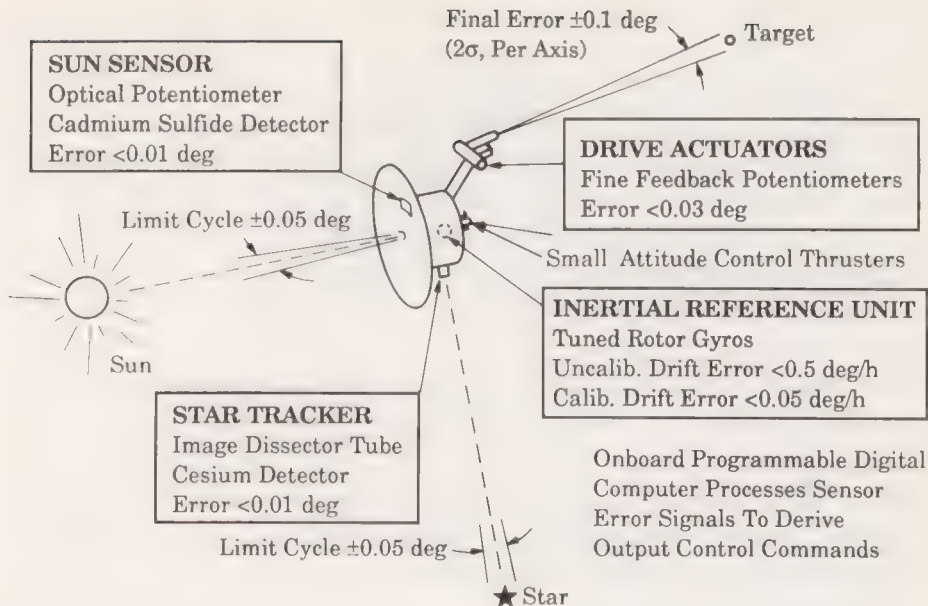 Final Error ±0.1 deg
(2σ, Per Axis)
Target
SUN SENSOR
Optical Potentiometer
Cadmium Sulfide Detector
Error <0.01 deg
DRIVE ACTUATORS
Fine Feedback Potentiometers
Error <0.03 deg
Limit Cycle ±0.05 deg
Small Attitude Control Thrusters
Sun
INERTIAL REFERENCE UNIT
Tuned Rotor Gyros
Uncalib. Drift Error <0.5 deg/h
Calib. Drift Error <0.05 deg/h
STAR TRACKER
Image Dissector Tube
Cesium Detector
Error <0.01 deg
Onboard Programmable Digital
Computer Processes Sensor
Error Signals To Derive
Output Control Commands
Limit Cycle ±0.05 deg
Star